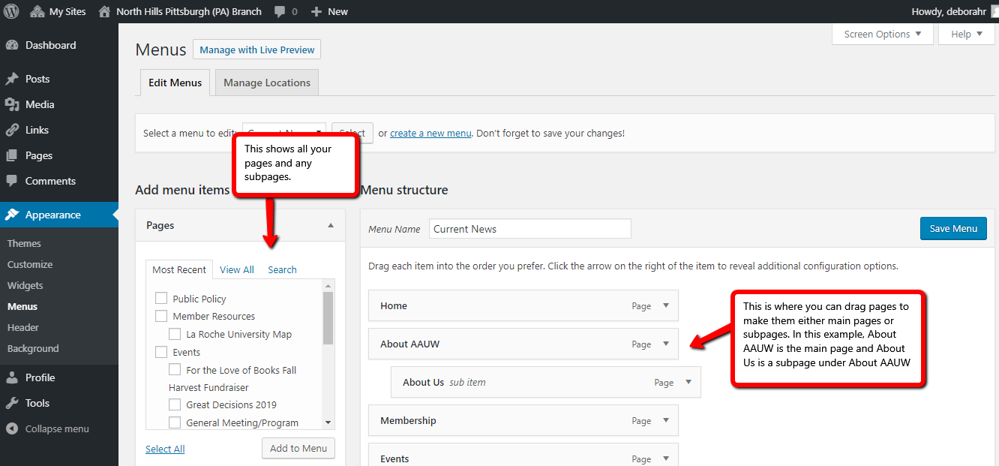 My Sites
North Hills Pittsburgh (PA) Branch
0
New
Howdy, deborahr
Dashboard
Posts
Media
Links
Pages
Comments
Appearance
Themes
Customize
Widgets
Menus
Header
Background
Profile
Tools
Collapse menu
Screen Options
Help
Menus
Manage with Live Preview
Edit Menus
Manage Locations
Select a menu to edit: or create a new menu. Don't forget to save your changes!
This shows all your
pages and any
subpages.
Add menu items
Pages
Most Recent
View All
Search
Public Policy
Member Resources
La Roche University Map
Events
For the Love of Books Fall
Harvest Fundraiser
Great Decisions 2019
General Meeting/Program
Select All
Add to Menu
Menu structure
Menu Name
Current News
Save Menu
Drag each item into the order you prefer. Click the arrow on the right of the item to reveal additional configuration options.
Home Page
About AAUW Page
About Us sub item Page
Membership Page
Events Page
This is where you can drag pages to
make them either main pages or
subpages. In this example, About
AAUW is the main page and About
Us is a subpage under About AAUW